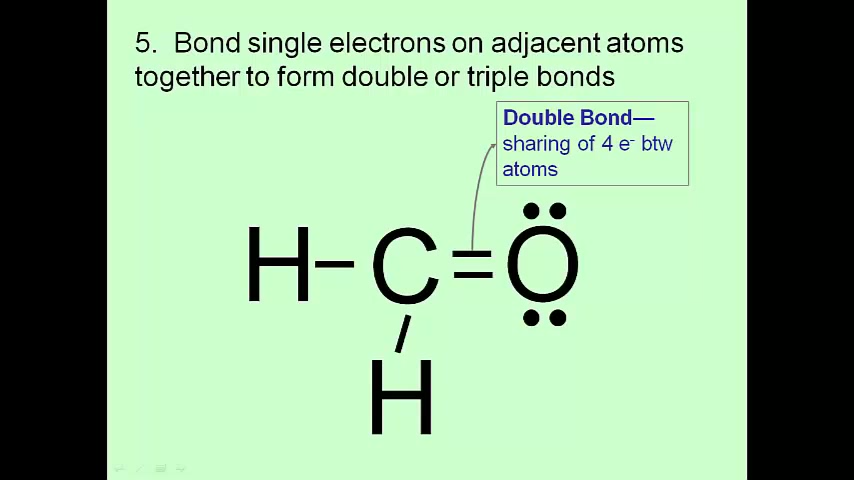 5. Bond single electrons on adjacent atoms
together to form double or triple bonds
Double Bond—
sharing of 4 e⁻ btw
atoms
H–C=O
H